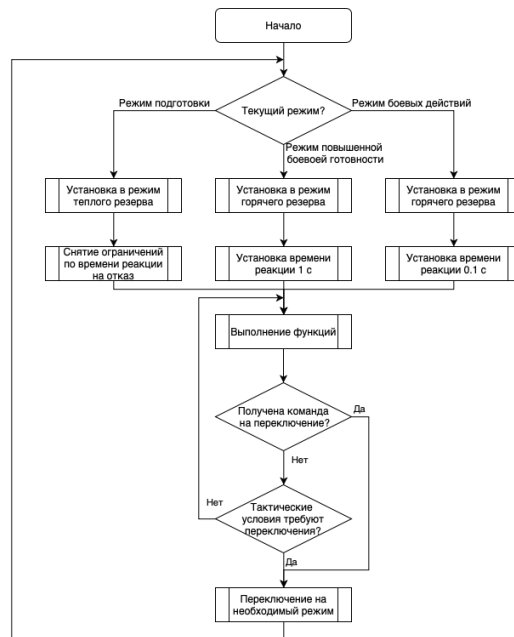 Начало
Текущий режим?
Режим подготовки
Режим боевых действий
Режим повышенной
боевоей готовности
Установка в режим
теплого резерва
Установка в режим
горячего резерва
Установка в режим
горячего резерва
Снятие ограничений
по времени реакции
на отказ
Установка времени
реакции 1 с
Установка времени
реакции 0.1 с
Выполнение функций
Получена команда
на переключение?
Да
Нет
Тактические
условия требуют
переключения?
Нет
Да
Переключение на
необходимый режим